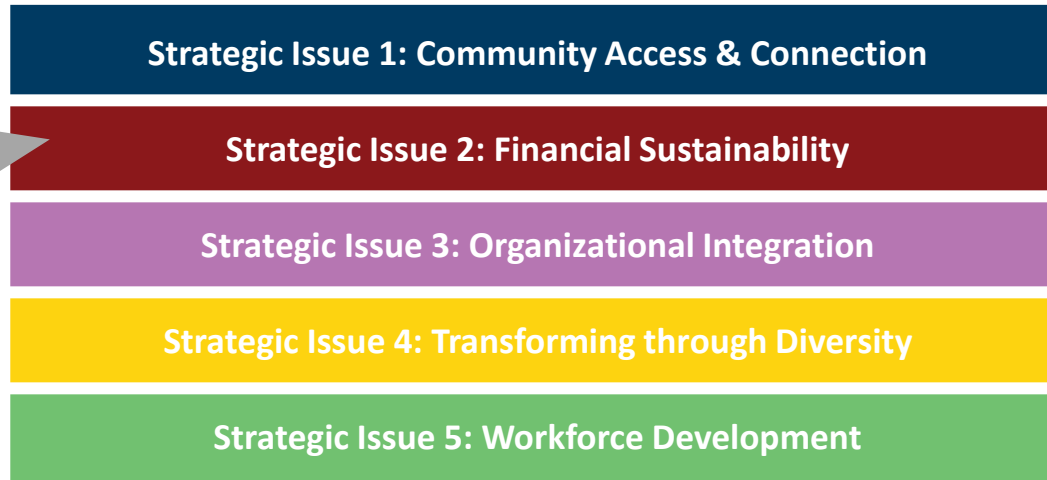 Strategic Issue 1: Community Access & Connection
Strategic Issue 2: Financial Sustainability
Strategic Issue 3: Organizational Integration
Strategic Issue 4: Transforming through Diversity
Strategic Issue 5: Workforce Development